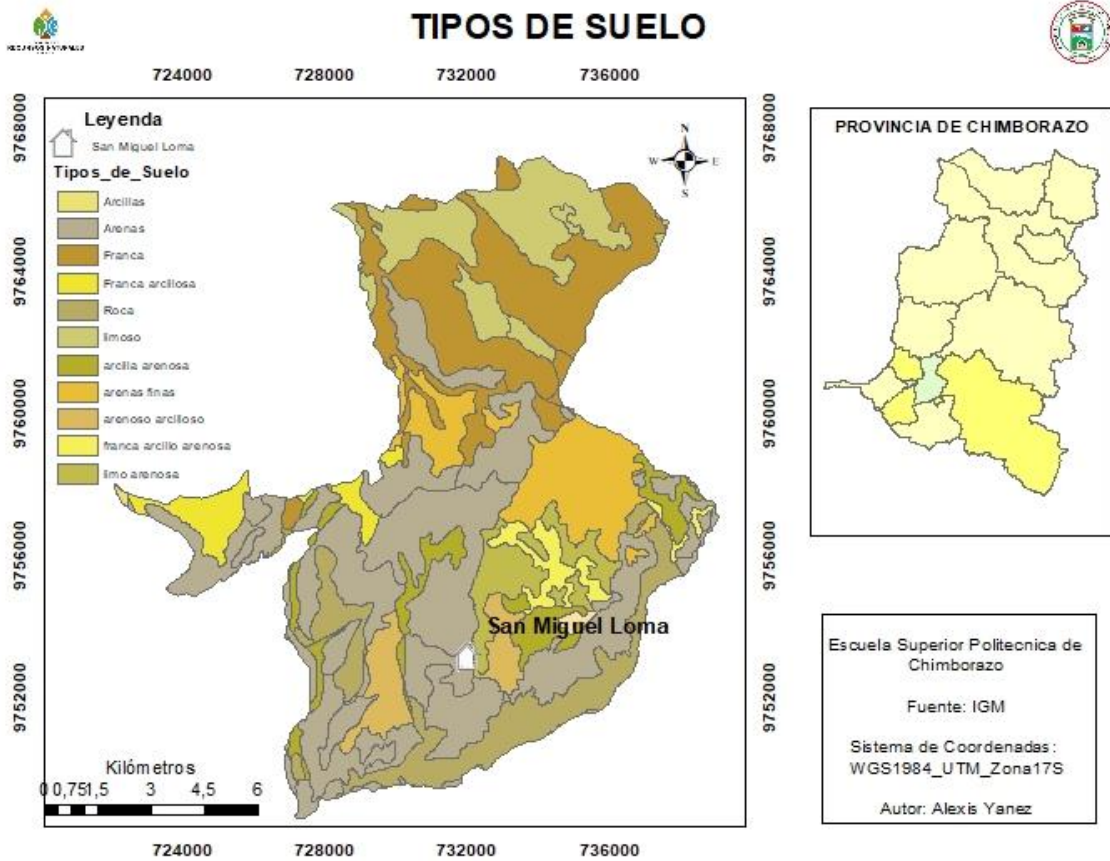 TIPOS DE SUELO
RECURSOS NATURALES
724000 728000 732000 736000
9768000
9764000
9760000
9756000
9752000
Leyenda
San Miguel Loma
Tipos_de_Suelo
Arcillas
Arenas
Franca
Franca arcillosa
Roca
limoso
arcilla arenosa
arenas finas
arenoso arcilloso
franca arcillo arenosa
limo arenosa
N
W
E
S
San Miguel Loma
Kilómetros
0 0,75 1,5 3 4,5 6
9768000
9764000
9760000
9756000
9752000
724000 728000 732000 736000
PROVINCIA DE CHIMBORAZO
Escuela Superior Politecnica de
Chimborazo
Fuente: IGM
Sistema de Coordenadas:
WGS1984_UTM_Zona17S
Autor: Alexis Yanez